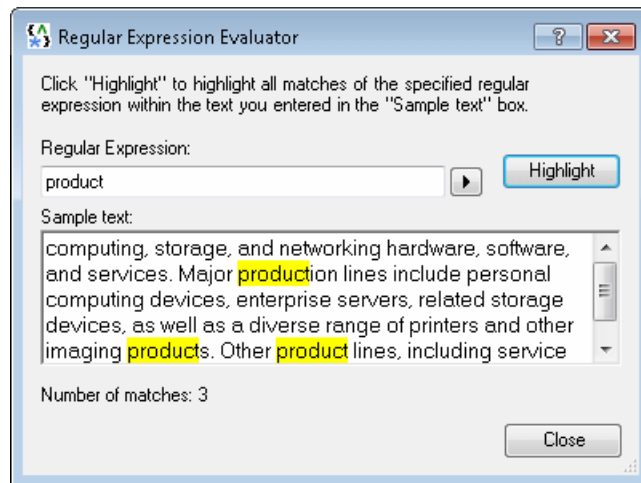 Regular Expression Evaluator
Click "Highlight" to highlight all matches of the specified regular
expression within the text you entered in the "Sample text" box.
Regular Expression:
product
Highlight
Sample text:
computing, storage, and networking hardware, software,
and services. Major production lines include personal
computing devices, enterprise servers, related storage
devices, as well as a diverse range of printers and other
imaging products. Other product lines, including service
Number of matches: 3
Close